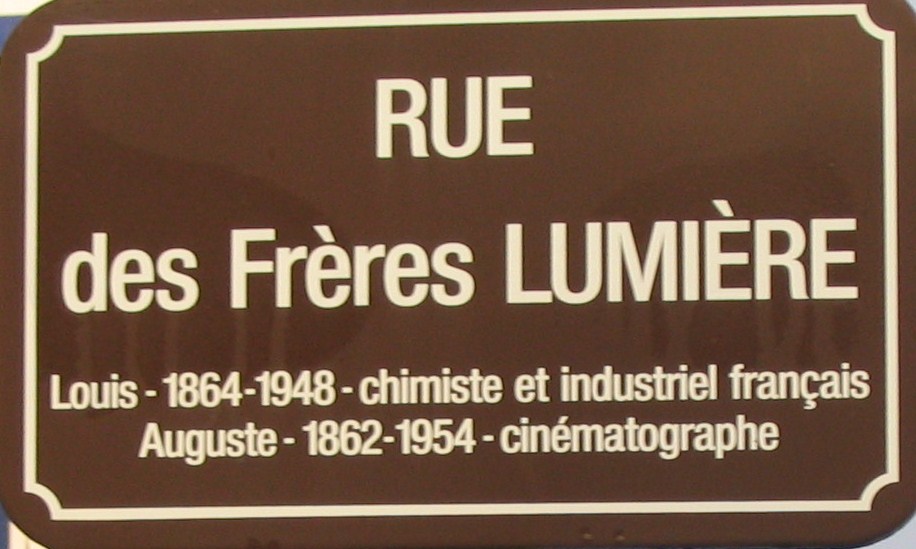 RUE
des Frères LUMIÈRE
Louis - 1864-1948 - chimiste et industriel français
Auguste - 1862-1954 - cinématographe